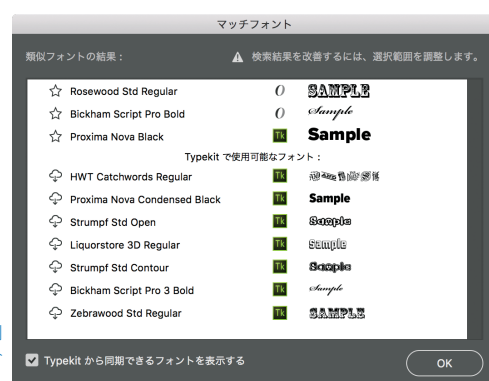 マッチフォント
類似フォントの結果： 検索結果を改善するには、選択範囲を調整します。
Rosewood Std Regular O SAMPLE
Bickham Script Pro Bold O Sample
Proxima Nova Black Tk Sample
Typekit で使用可能なフォント：
HWT Catchwords Regular Tk
Proxima Nova Condensed Black Tk Sample
Strumpf Std Open Tk Sample
Liquorstore 3D Regular Tk Sample
Strumpf Std Contour Tk Sample
Bickham Script Pro 3 Bold Tk Sample
Zebrawood Std Regular Tk SAMPLE
Typekit から同期できるフォントを表示する
OK